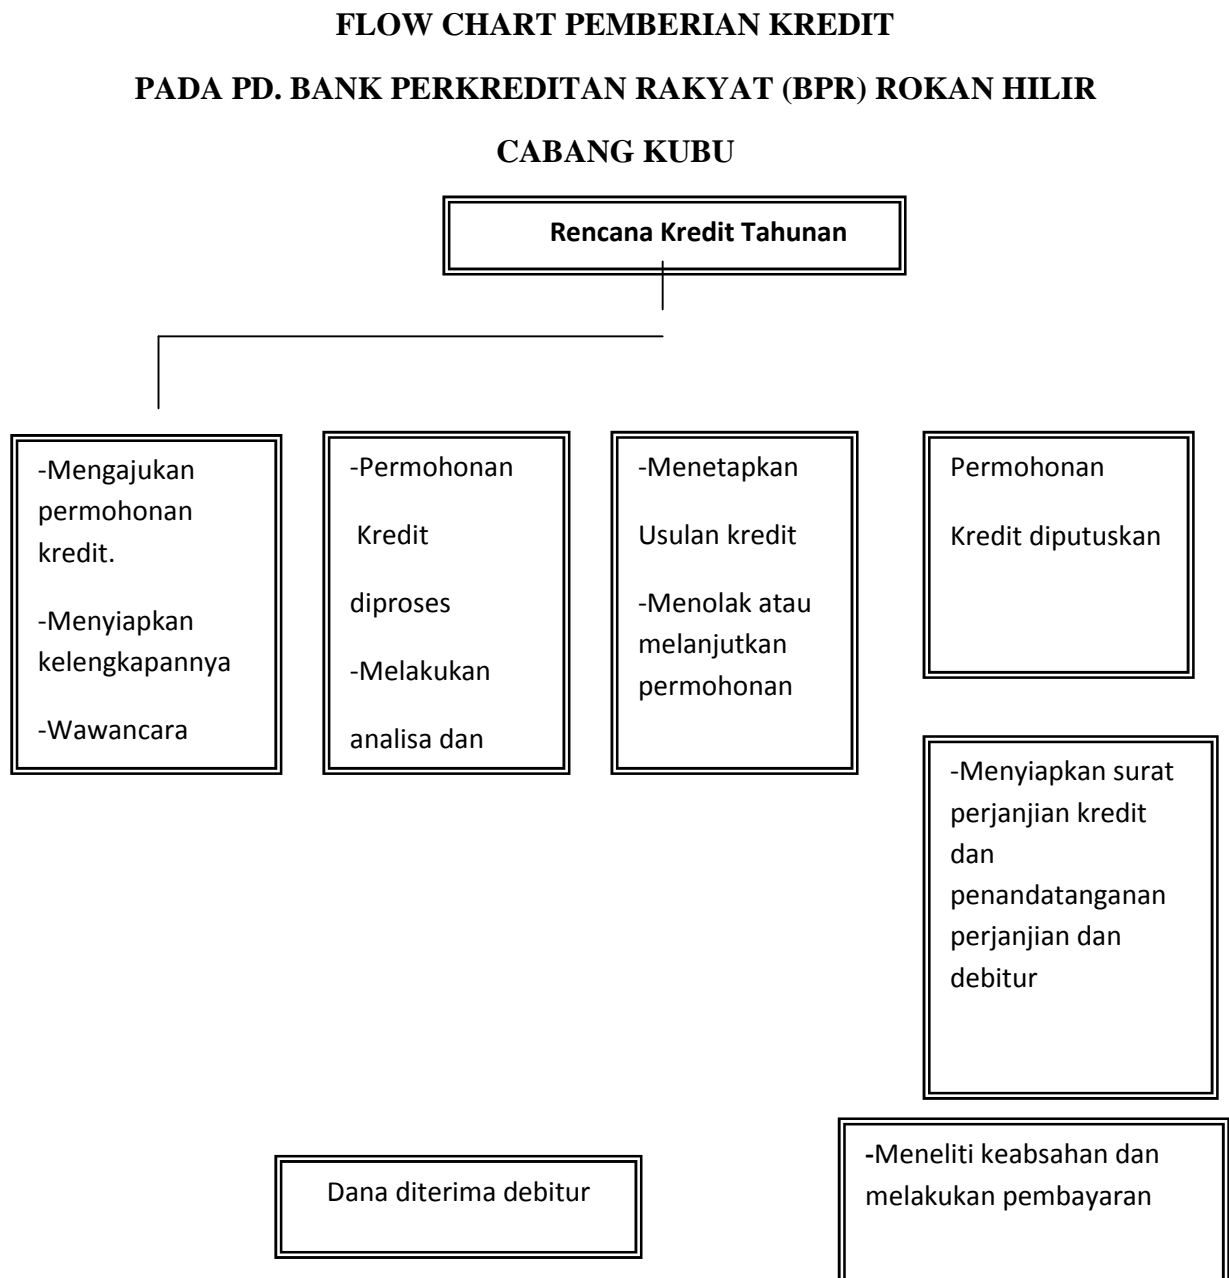 FLOW CHART PEMBERIAN KREDIT
PADA PD. BANK PERKREDITAN RAKYAT (BPR) ROKAN HILIR
CABANG KUBU
Rencana Kredit Tahunan
-Mengajukan
permohonan
kredit.
-Menyiapkan
kelengkapannya
-Wawancara
-Permohonan
Kredit
diproses
-Melakukan
analisa dan
-Menetapkan
Usulan kredit
-Menolak atau
melanjutkan
permohonan
Permohonan
Kredit diputuskan
-Menyiapkan surat
perjanjian kredit
dan
penandatanganan
perjanjian dan
debitur
-Meneliti keabsahan dan
melakukan pembayaran
Dana diterima debitur